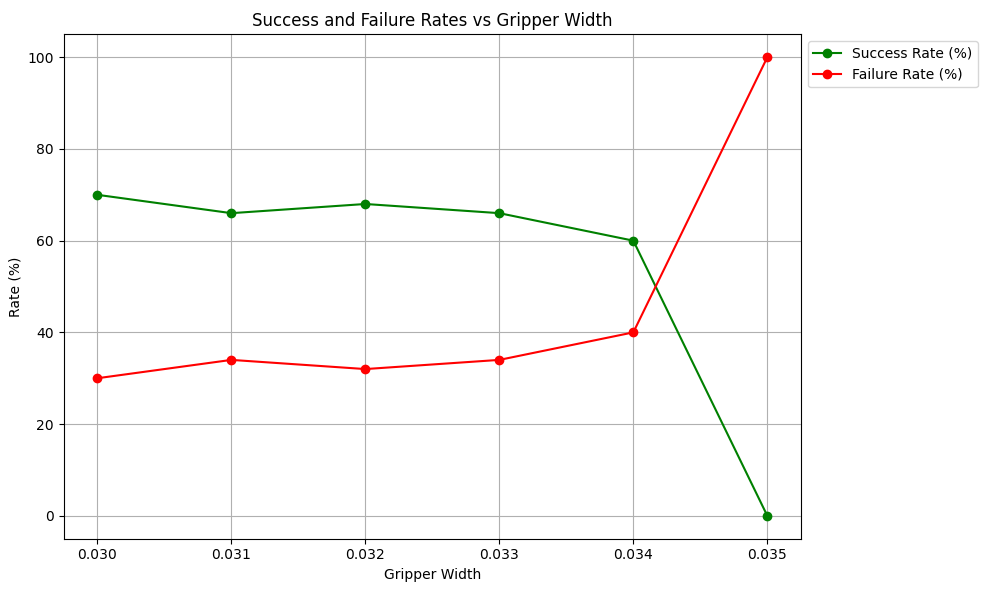 Success and Failure Rates vs Gripper Width
Success Rate (%)
Failure Rate (%)
Rate (%)
100
80
60
40
20
0
0.030 0.031 0.032 0.033 0.034 0.035
Gripper Width